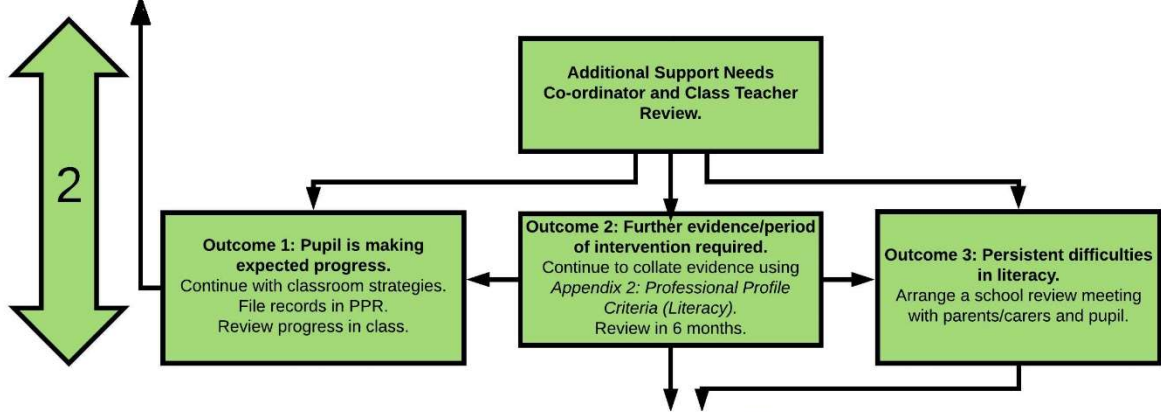 2
Additional Support Needs
Co-ordinator and Class Teacher
Review.
Outcome 1: Pupil is making
expected progress.
Continue with classroom strategies.
File records in PPR.
Review progress in class.
Outcome 2: Further evidence/period
of intervention required.
Continue to collate evidence using
Appendix 2: Professional Profile
Criteria (Literacy).
Review in 6 months.
Outcome 3: Persistent difficulties
in literacy.
Arrange a school review meeting
with parents/carers and pupil.